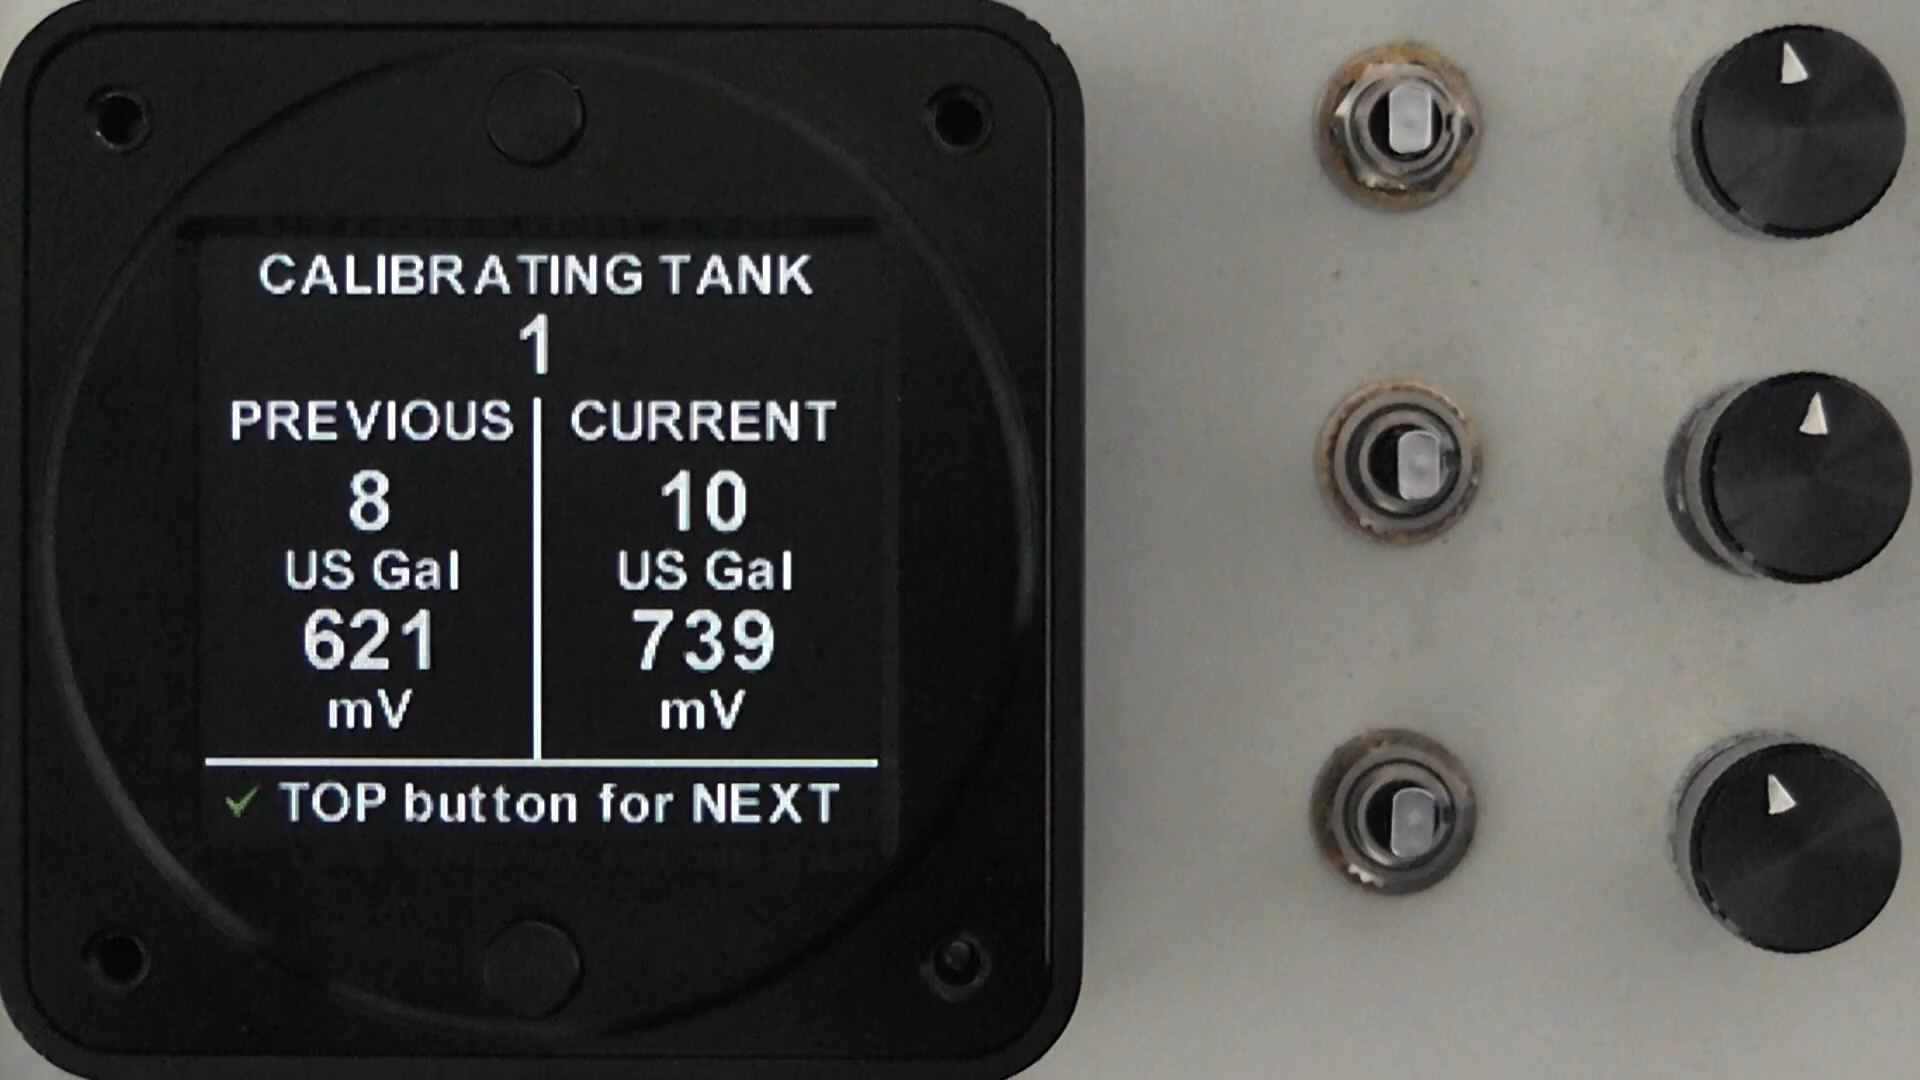 CALIBRATING TANK
1
PREVIOUS CURRENT
8 10
US Gal US Gal
621 739
mV mV
✓ TOP button for NEXT